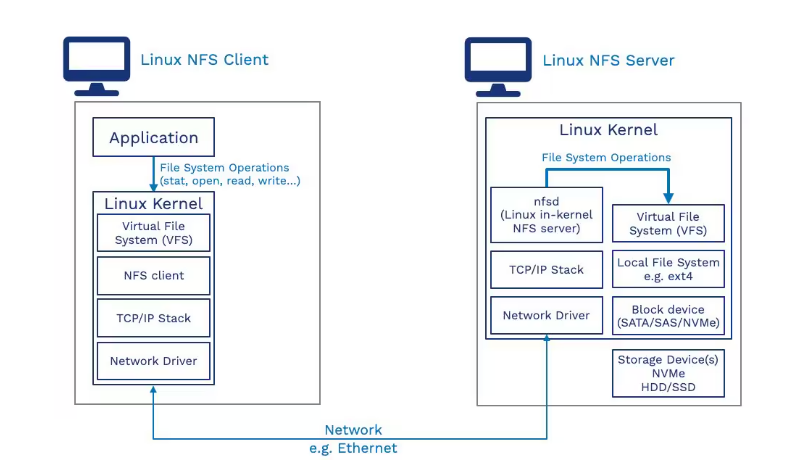 Linux NFS Client
Application
File System Operations
(stat, open, read, write...)
Linux Kernel
Virtual File
System (VFS)
NFS client
TCP/IP Stack
Network Driver
Linux NFS Server
Linux Kernel
File System Operations
nfsd
(Linux in-kernel
NFS server)
TCP/IP Stack
Network Driver
Virtual File
System (VFS)
Local File System
e.g. ext4
Block device
(SATA/SAS/NVMe)
Storage Device(s)
NVMe
HDD/SSD
Network
e.g. Ethernet